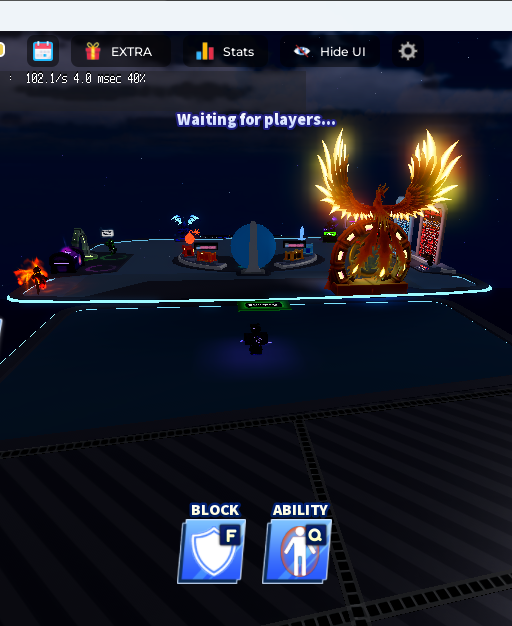 EXTRA Stats Hide UI
: 102.1/s 4.0 msec 40%
Waiting for players...
BLOCK ABILITY
F Q